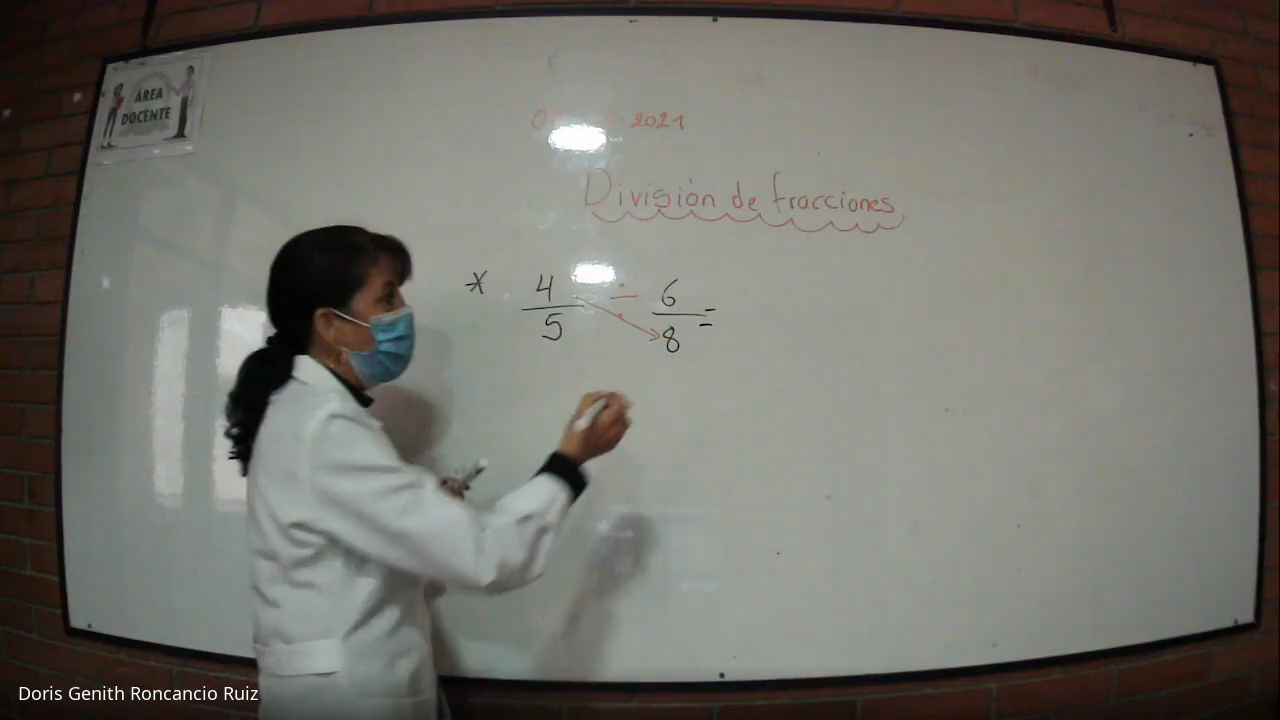 ÁREA
DOCENTE
2021
División de fracciones
* 4/5 ÷ 6/8 =
Doris Genith Roncancio Ruiz